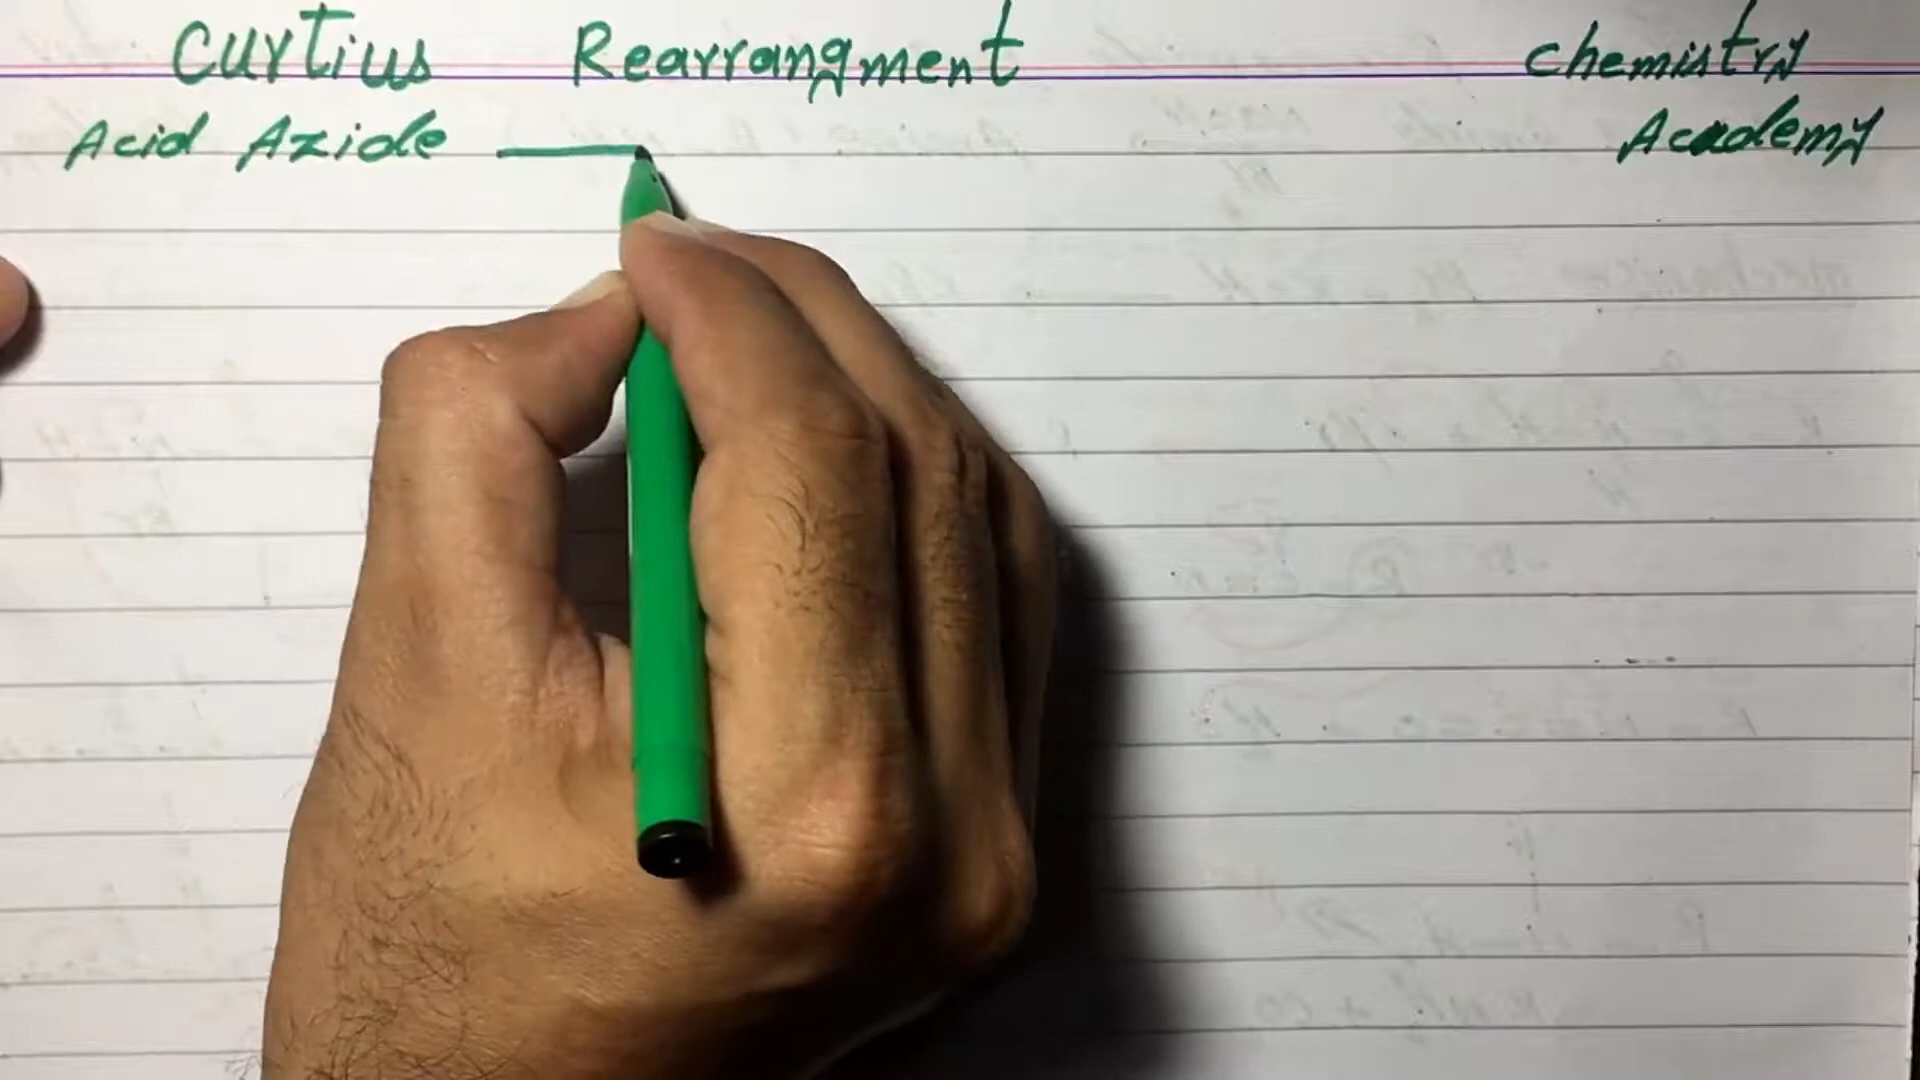 Curtius Rearrangment
Chemistry
Acid Azide
Academy